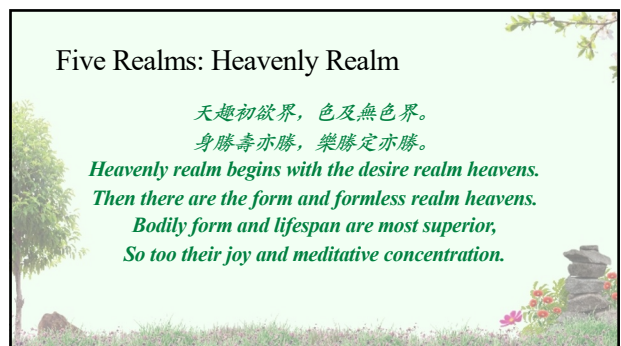 Five Realms: Heavenly Realm
天趣初欲界，色及無色界。
身勝壽亦勝，樂勝定亦勝。
Heavenly realm begins with the desire realm heavens.
Then there are the form and formless realm heavens.
Bodily form and lifespan are most superior,
So too their joy and meditative concentration.